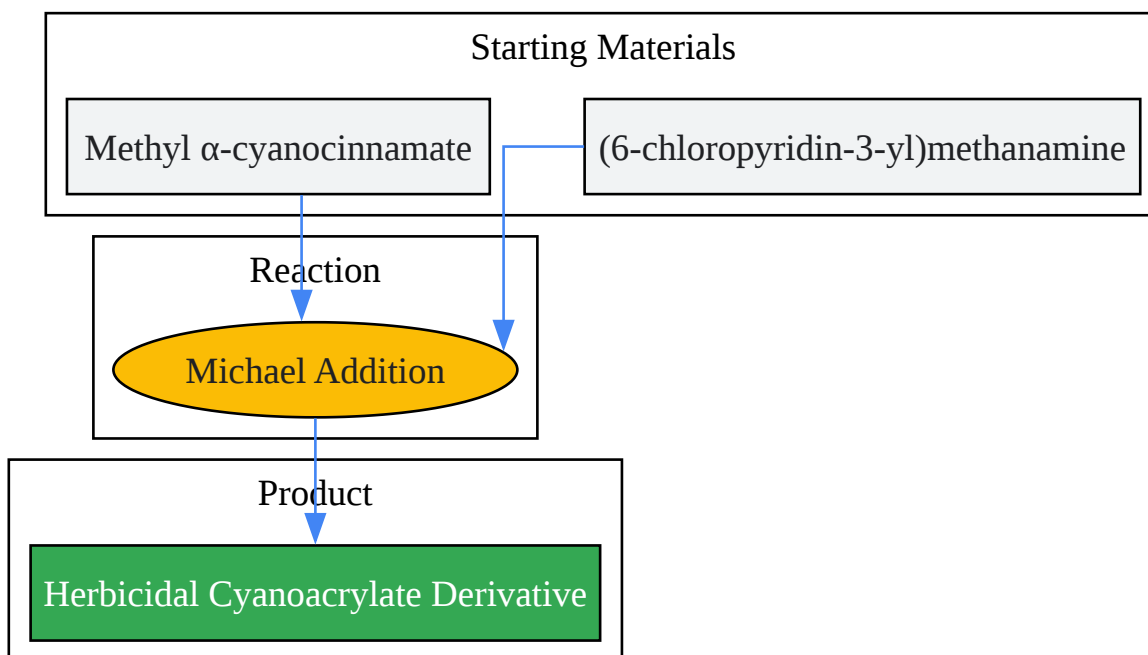 Starting Materials
Methyl α-cyanocinnamate
(6-chloropyridin-3-yl)methanamine
Reaction
Michael Addition
Product
Herbicidal Cyanoacrylate Derivative